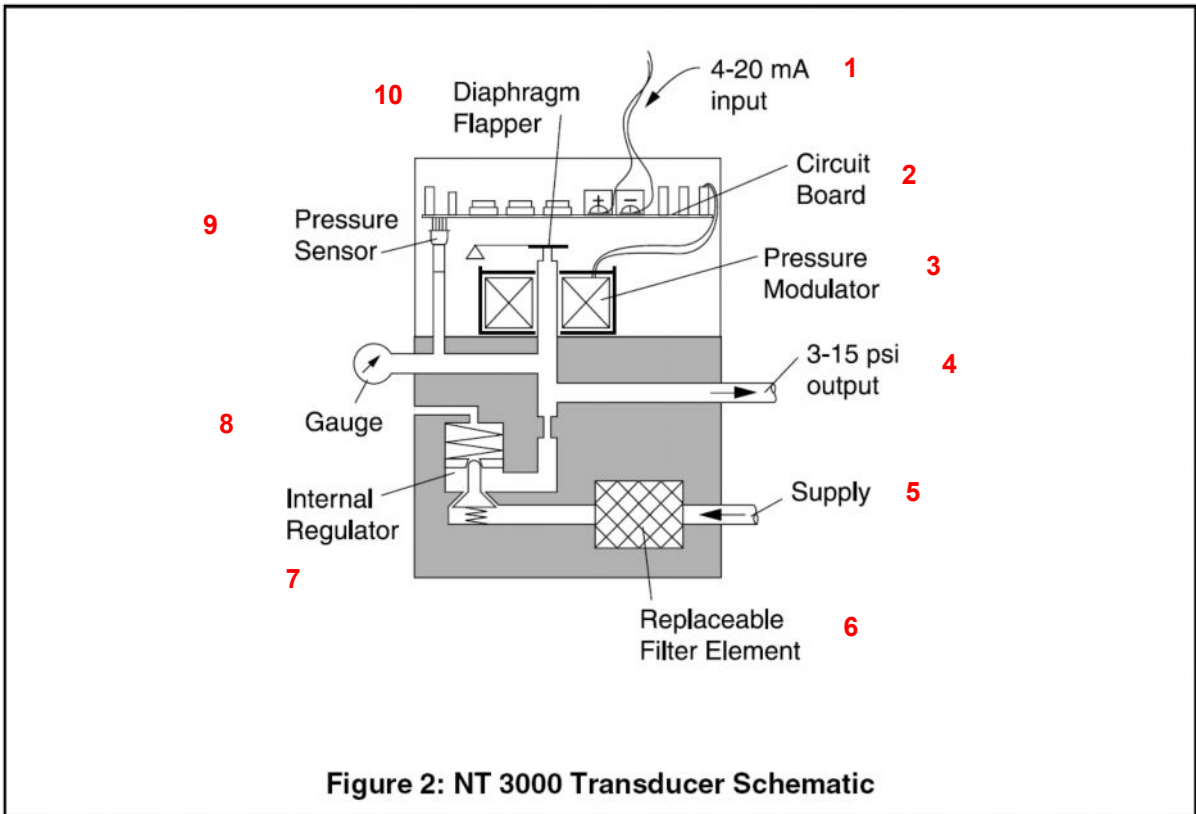 10
Diaphragm
Flapper
4-20 mA
input
1
Circuit
Board
2
9
Pressure
Sensor
+ −
Pressure
Modulator
3
3-15 psi
output
4
Gauge
8
Internal
Regulator
7
Supply
5
Replaceable
Filter Element
6
Figure 2: NT 3000 Transducer Schematic